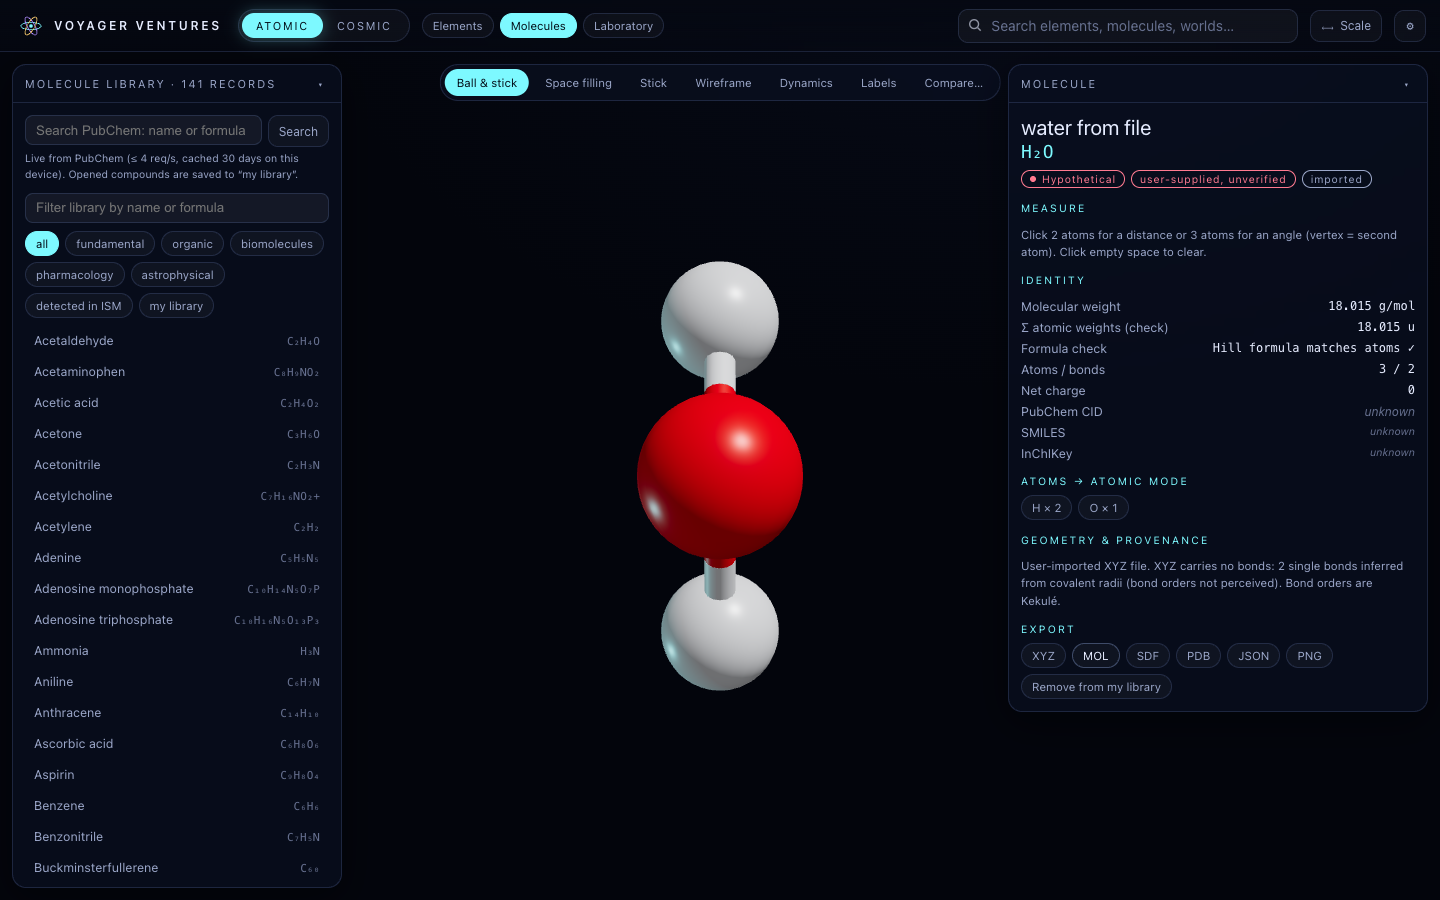 VOYAGER VENTURES
ATOMIC
COSMIC
Elements
Molecules
Laboratory
Search elements, molecules, worlds...
Scale
MOLECULE LIBRARY · 141 RECORDS
Search PubChem: name or formula
Search
Live from PubChem (≤ 4 req/s, cached 30 days on this
device). Opened compounds are saved to “my library”.
Filter library by name or formula
all
fundamental
organic
biomolecules
pharmacology
astrophysical
detected in ISM
my library
Acetaldehyde C₂H₄O
Acetaminophen C₈H₉NO₂
Acetic acid C₂H₄O₂
Acetone C₃H₆O
Acetonitrile C₂H₃N
Acetylcholine C₇H₁₆NO₂+
Acetylene C₂H₂
Adenine C₅H₅N₅
Adenosine monophosphate C₁₀H₁₄N₅O₇P
Adenosine triphosphate C₁₀H₁₆N₅O₁₃P₃
Ammonia H₃N
Aniline C₆H₇N
Anthracene C₁₄H₁₀
Ascorbic acid C₆H₈O₆
Aspirin C₉H₈O₄
Benzene C₆H₆
Benzonitrile C₇H₅N
Buckminsterfullerene C₆₀
Ball & stick
Space filling
Stick
Wireframe
Dynamics
Labels
Compare...
MOLECULE
water from file
H₂O
Hypothetical
user-supplied, unverified
imported
MEASURE
Click 2 atoms for a distance or 3 atoms for an angle (vertex = second
atom). Click empty space to clear.
IDENTITY
Molecular weight 18.015 g/mol
Σ atomic weights (check) 18.015 u
Formula check Hill formula matches atoms ✓
Atoms / bonds 3 / 2
Net charge 0
PubChem CID unknown
SMILES unknown
InChIKey unknown
ATOMS → ATOMIC MODE
H × 2
O × 1
GEOMETRY & PROVENANCE
User-imported XYZ file. XYZ carries no bonds: 2 single bonds inferred
from covalent radii (bond orders not perceived). Bond orders are
Kekulé.
EXPORT
XYZ
MOL
SDF
PDB
JSON
PNG
Remove from my library